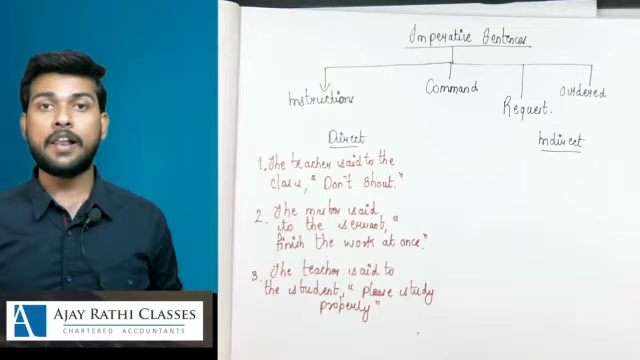 Imperative Sentences
Instruction
Command
Request.
Ordered
Direct
Indirect
1. The teacher said to the
class, "Don't Shout."
2. The master said
to the servant, "
finish the work at once."
3. The teacher said to
the student, "please study
properly"
AJAY RATHI CLASSES
CHARTERED ACCOUNTANTS